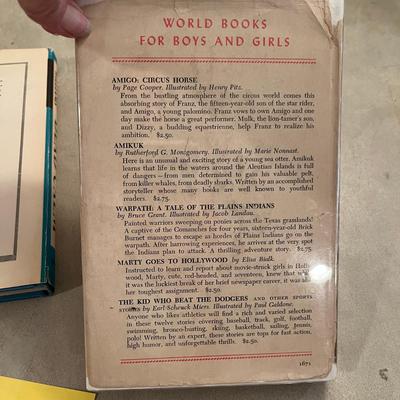 WORLD BOOKS
FOR BOYS AND GIRLS
AMIGO: CIRCUS HORSE
by Page Cooper. Illustrated by Henry Pitz.
From the bustling atmosphere of the circus world comes this
absorbing story of Franz, the fifteen-year-old son of the star rider,
and Amigo, a young palomino. Franz vows to own Amigo and one
day make the horse a great performer. Mulk, the lion-tamer's son,
and Dizzy, a budding equestrienne, help Franz to realize his
ambition. $2.50.
AMIKUK
by Rutherford G. Montgomery. Illustrated by Marie Nonnast.
Here is an unusual and exciting story of a young sea otter. Amikuk
learns that life in the waters around the Aleutian Islands is full
of dangers—from men determined to gain his valuable pelt,
from killer whales, from deadly sharks. Written by an accomplished
storyteller whose many books are well known to youthful
readers. $2.75.
WARPATH: A TALE OF THE PLAINS INDIANS
by Bruce Grant. Illustrated by Jacob Landau.
Painted warriors sweeping on ponies across the Texas grasslands!
A captive of the Comanches for four years, sixteen-year-old Brick
Burnet manages to escape as hordes of Plains Indians go on the
warpath. After harrowing experiences, he arrives at the very spot
the Indians plan to attack. A thrilling adventure story. $2.75.
MARTY GOES TO HOLLYWOOD by Elisa Bialk.
Instructed to learn and report about movie-struck girls in Holly-
wood, Marty, cute, red-headed, and seventeen, knew that while it
was the luckiest break of her brief newspaper career, it was also
her toughest assignment. $2.50.
THE KID WHO BEAT THE DODGERS AND OTHER SPORTS
STORIES by Earl Schenck Miers. Illustrated by Paul Galdone.
Anyone who likes athletics will find a rich and varied selection
in these twelve stories covering baseball, track, golf, football,
swimming, bronco-busting, skiing, basketball, sailing, tennis,
polo! Written by an expert, these stories are tops for fast action,
high humor, and unforgettable thrills. $2.50.
1671